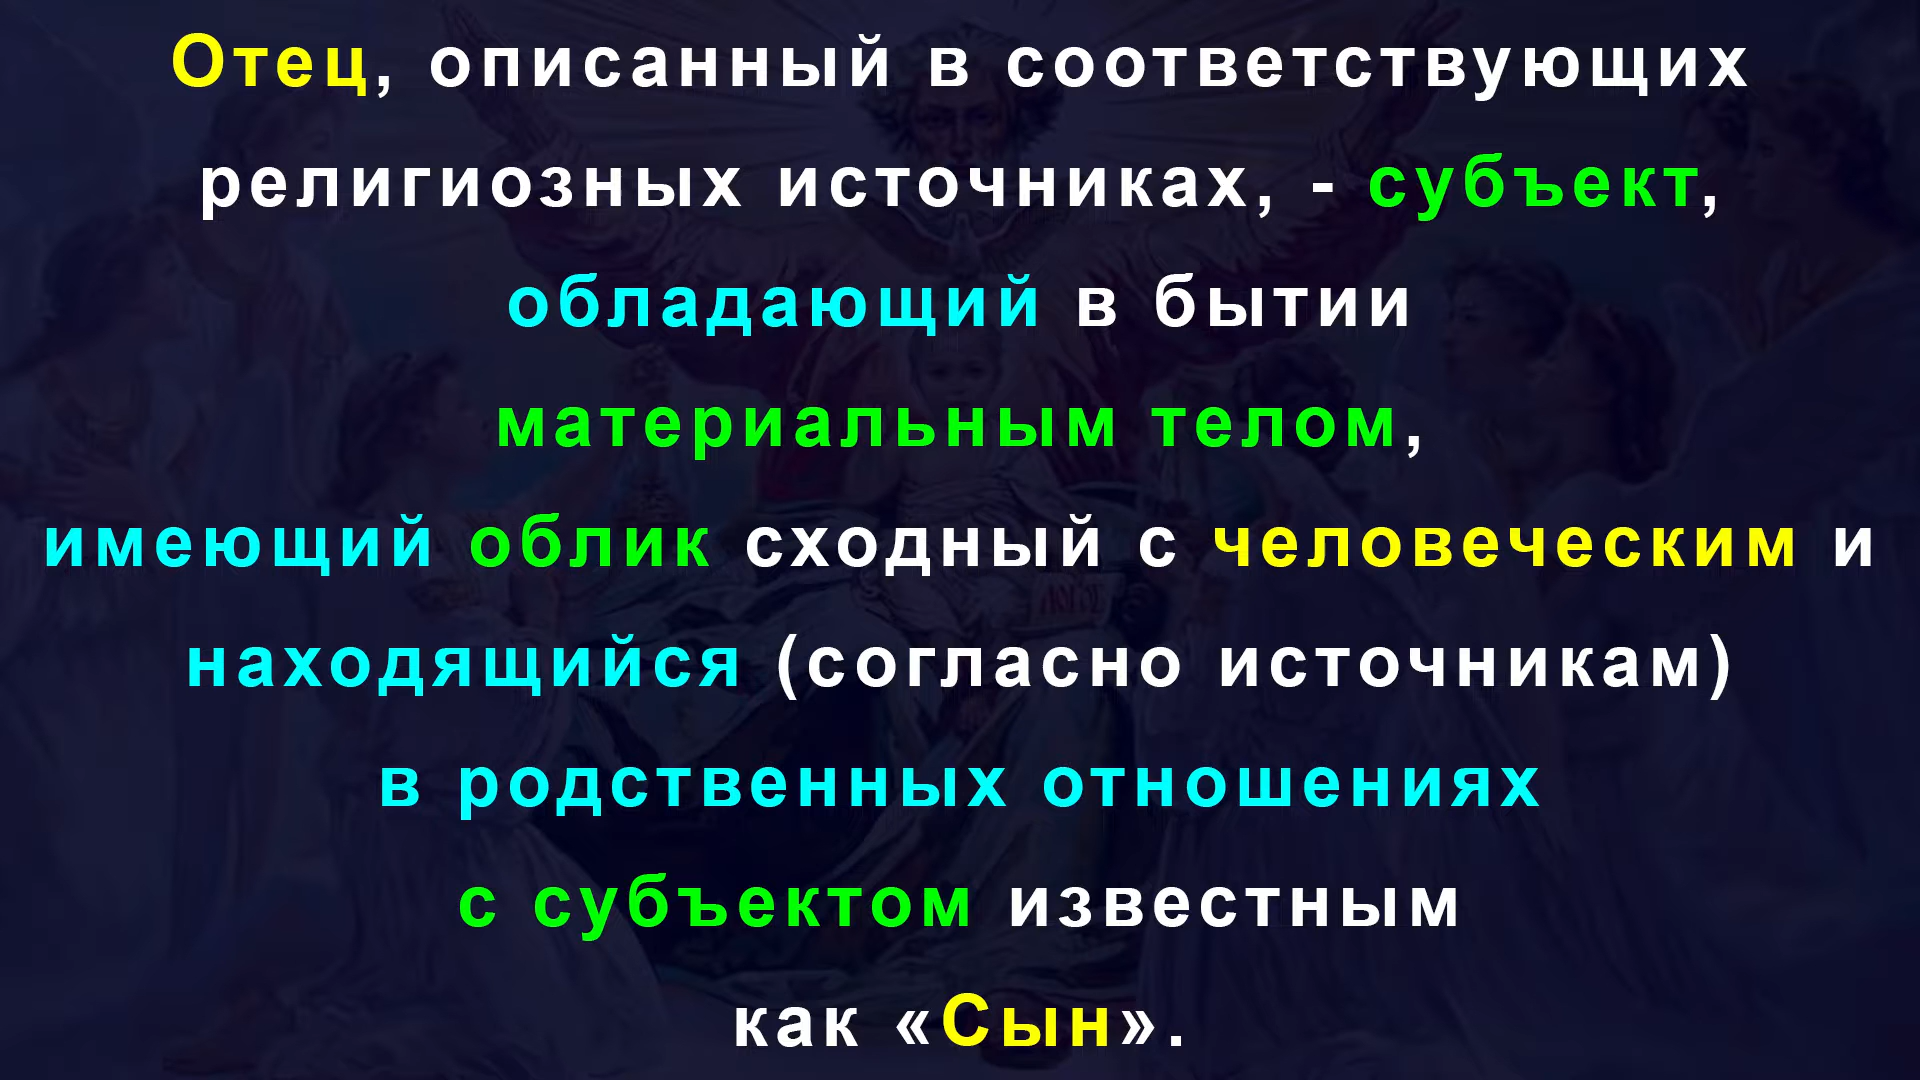 Отец, описанный в соответствующих
религиозных источниках, - субъект,
обладающий в бытии
материальным телом,
имеющий облик сходный с человеческим и
находящийся (согласно источникам)
в родственных отношениях
с субъектом известным
как «Сын».